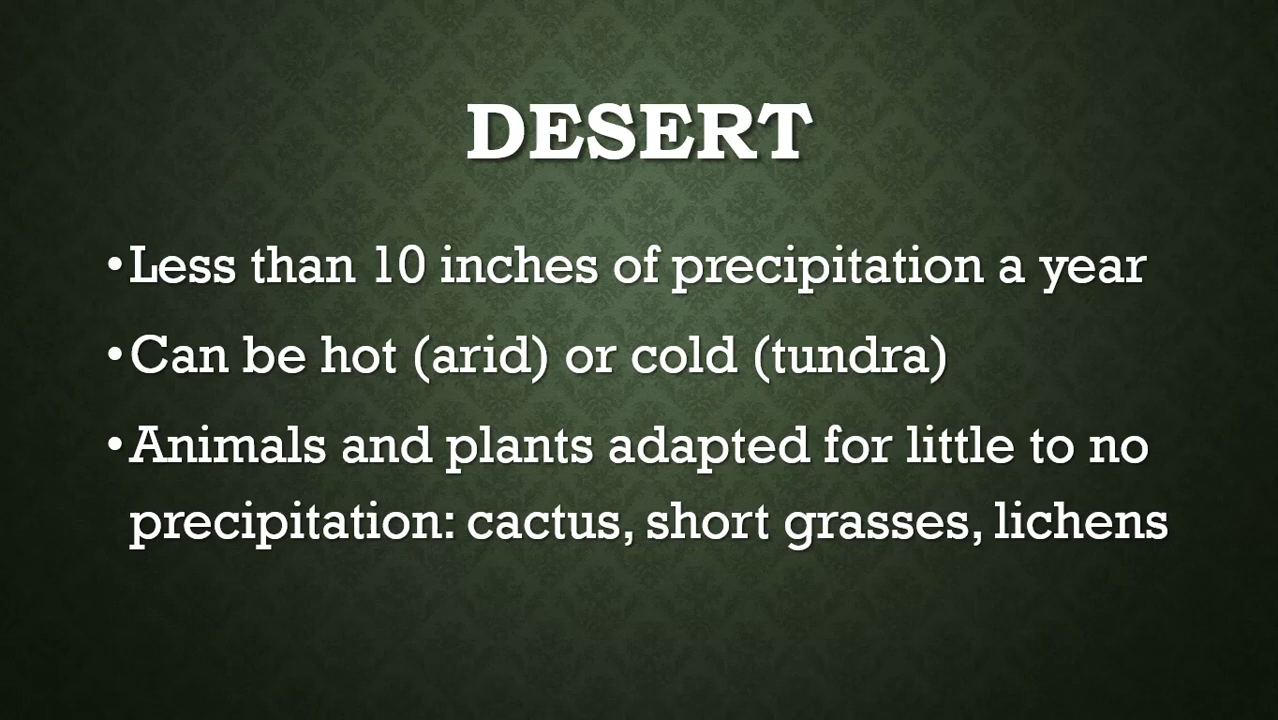 DESERT
•Less than 10 inches of precipitation a year
•Can be hot (arid) or cold (tundra)
•Animals and plants adapted for little to no
precipitation: cactus, short grasses, lichens